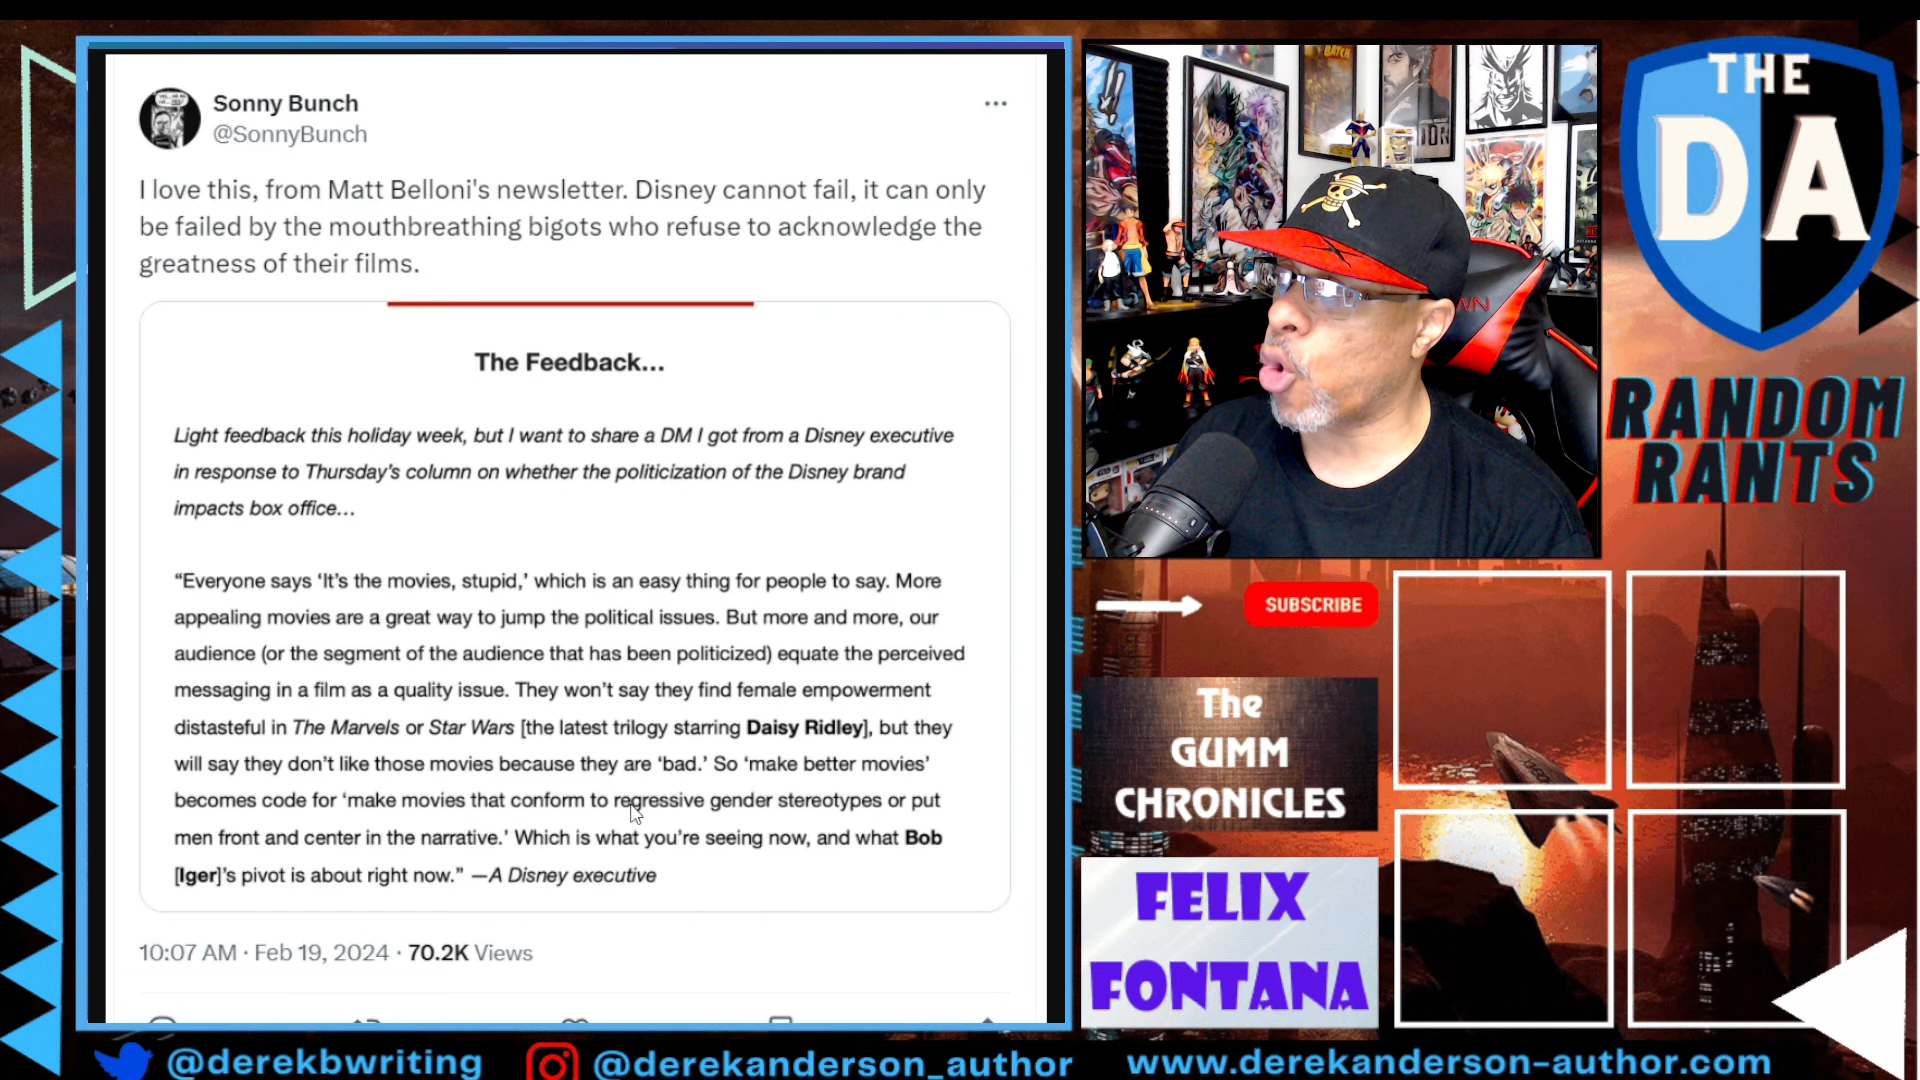 Sonny Bunch
@SonnyBunch
I love this, from Matt Belloni's newsletter. Disney cannot fail, it can only
be failed by the mouthbreathing bigots who refuse to acknowledge the
greatness of their films.
The Feedback...
Light feedback this holiday week, but I want to share a DM I got from a Disney executive
in response to Thursday's column on whether the politicization of the Disney brand
impacts box office...
“Everyone says ‘It’s the movies, stupid,’ which is an easy thing for people to say. More
appealing movies are a great way to jump the political issues. But more and more, our
audience (or the segment of the audience that has been politicized) equate the perceived
messaging in a film as a quality issue. They won’t say they find female empowerment
distasteful in The Marvels or Star Wars [the latest trilogy starring Daisy Ridley], but they
will say they don’t like those movies because they are ‘bad.’ So ‘make better movies’
becomes code for ‘make movies that conform to regressive gender stereotypes or put
men front and center in the narrative.’ Which is what you’re seeing now, and what Bob
[Iger]’s pivot is about right now.” —A Disney executive
10:07 AM · Feb 19, 2024 · 70.2K Views
THE
DA
RANDOM
RANTS
SUBSCRIBE
The
GUMM
CHRONICLES
FELIX
FONTANA
@derekbwriting
@derekanderson_author
www.derekanderson-author.com